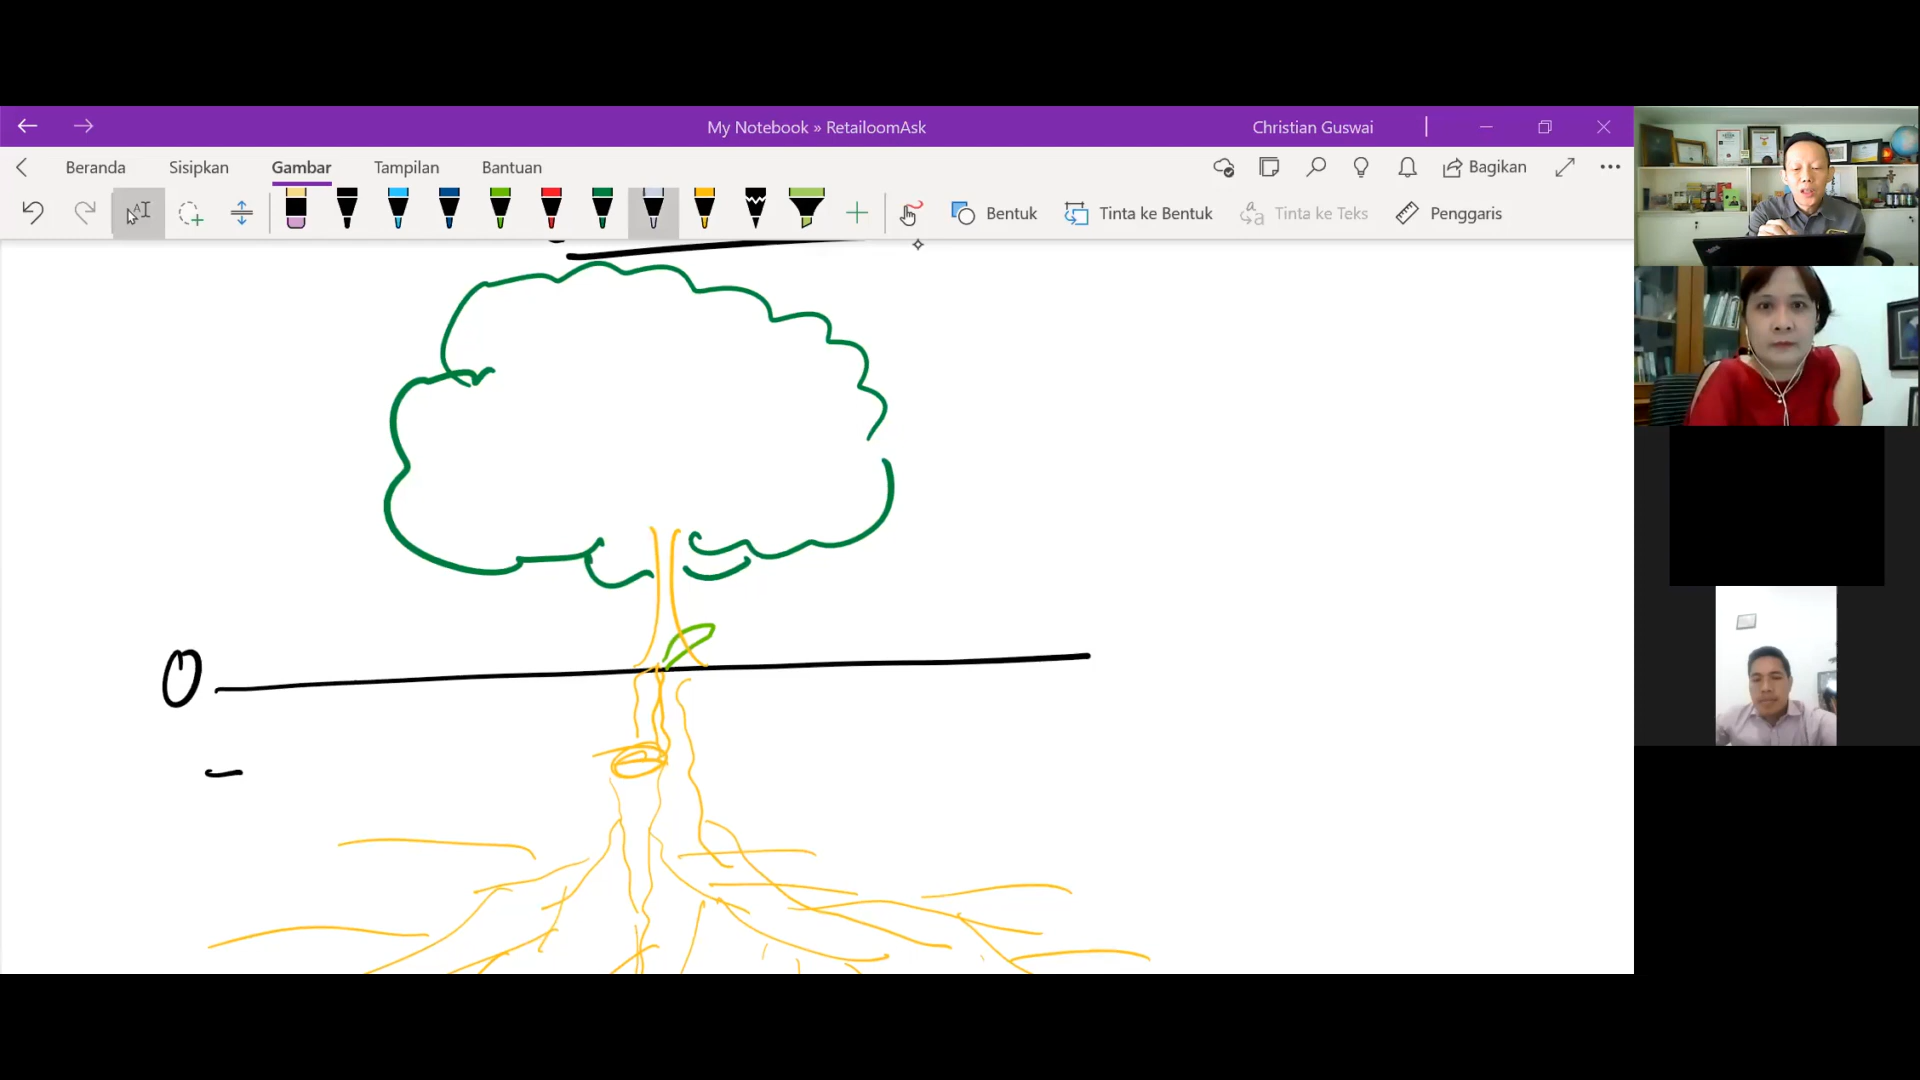 My Notebook » RetailoomAsk
Christian Guswai
Beranda
Sisipkan
Gambar
Tampilan
Bantuan
Bagikan
Bentuk
Tinta ke Bentuk
Tinta ke Teks
Penggaris
0
-